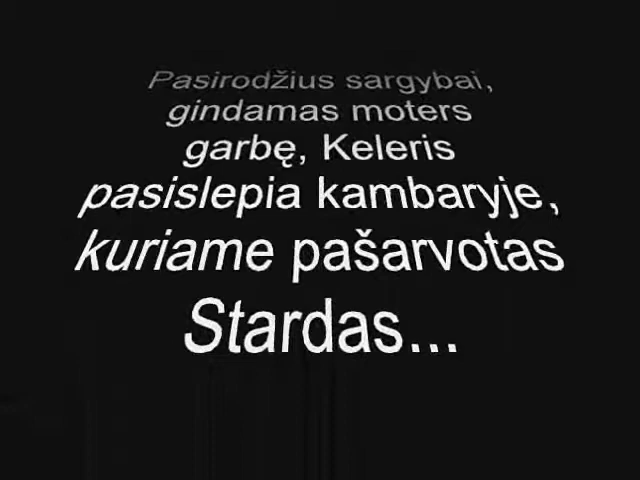 Pasirodžius sargybai,
gindamas moters
garbę, Keleris
pasislepia kambaryje,
kuriame pašarvotas
Stardas...